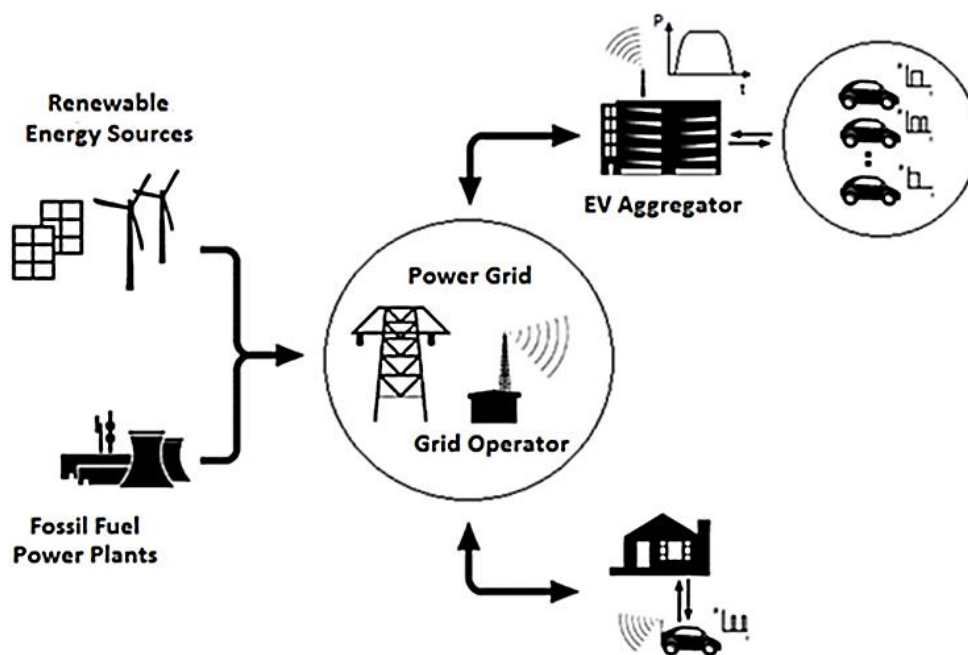 Renewable
Energy Sources
Fossil Fuel
Power Plants
Power Grid
Grid Operator
P
t
EV Aggregator